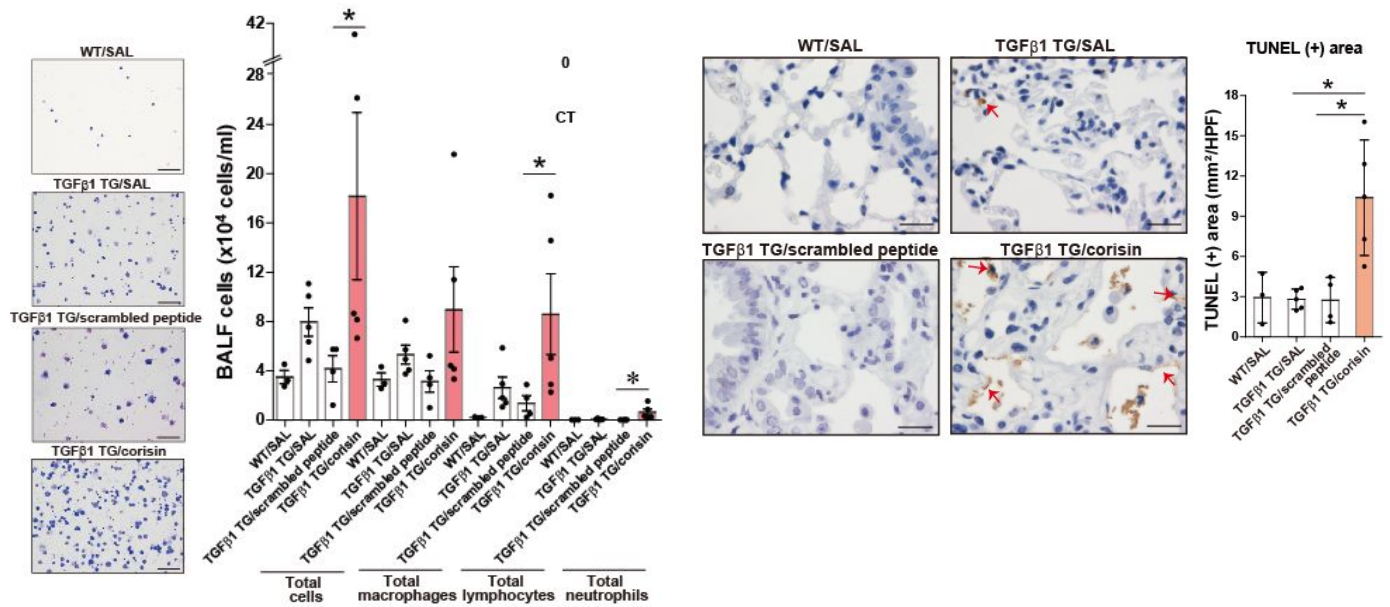 WT/SAL
TGFβ1 TG/SAL
TGFβ1 TG/scrambled peptide
TGFβ1 TG/corisin
BALF cells (x10⁴ cells/ml)
42
28
24
20
16
12
8
4
0
*
*
*
0
CT
WT/SAL
TGFβ1 TG/SAL
TGFβ1 TG/scrambled peptide
TGFβ1 TG/corisin
WT/SAL
TGFβ1 TG/SAL
TGFβ1 TG/scrambled peptide
TGFβ1 TG/corisin
WT/SAL
TGFβ1 TG/SAL
TGFβ1 TG/scrambled peptide
TGFβ1 TG/corisin
WT/SAL
TGFβ1 TG/SAL
TGFβ1 TG/scrambled peptide
TGFβ1 TG/corisin
Total
cells
Total
macrophages
Total
lymphocytes
Total
neutrophils
WT/SAL
TGFβ1 TG/SAL
TGFβ1 TG/scrambled peptide
TGFβ1 TG/corisin
TUNEL (+) area
TUNEL (+) area (mm²/HPF)
18
15
12
9
6
3
0
*
*
WT/SAL
TGFβ1 TG/SAL
TGFβ1 TG/scrambled
peptide
TGFβ1 TG/corisin